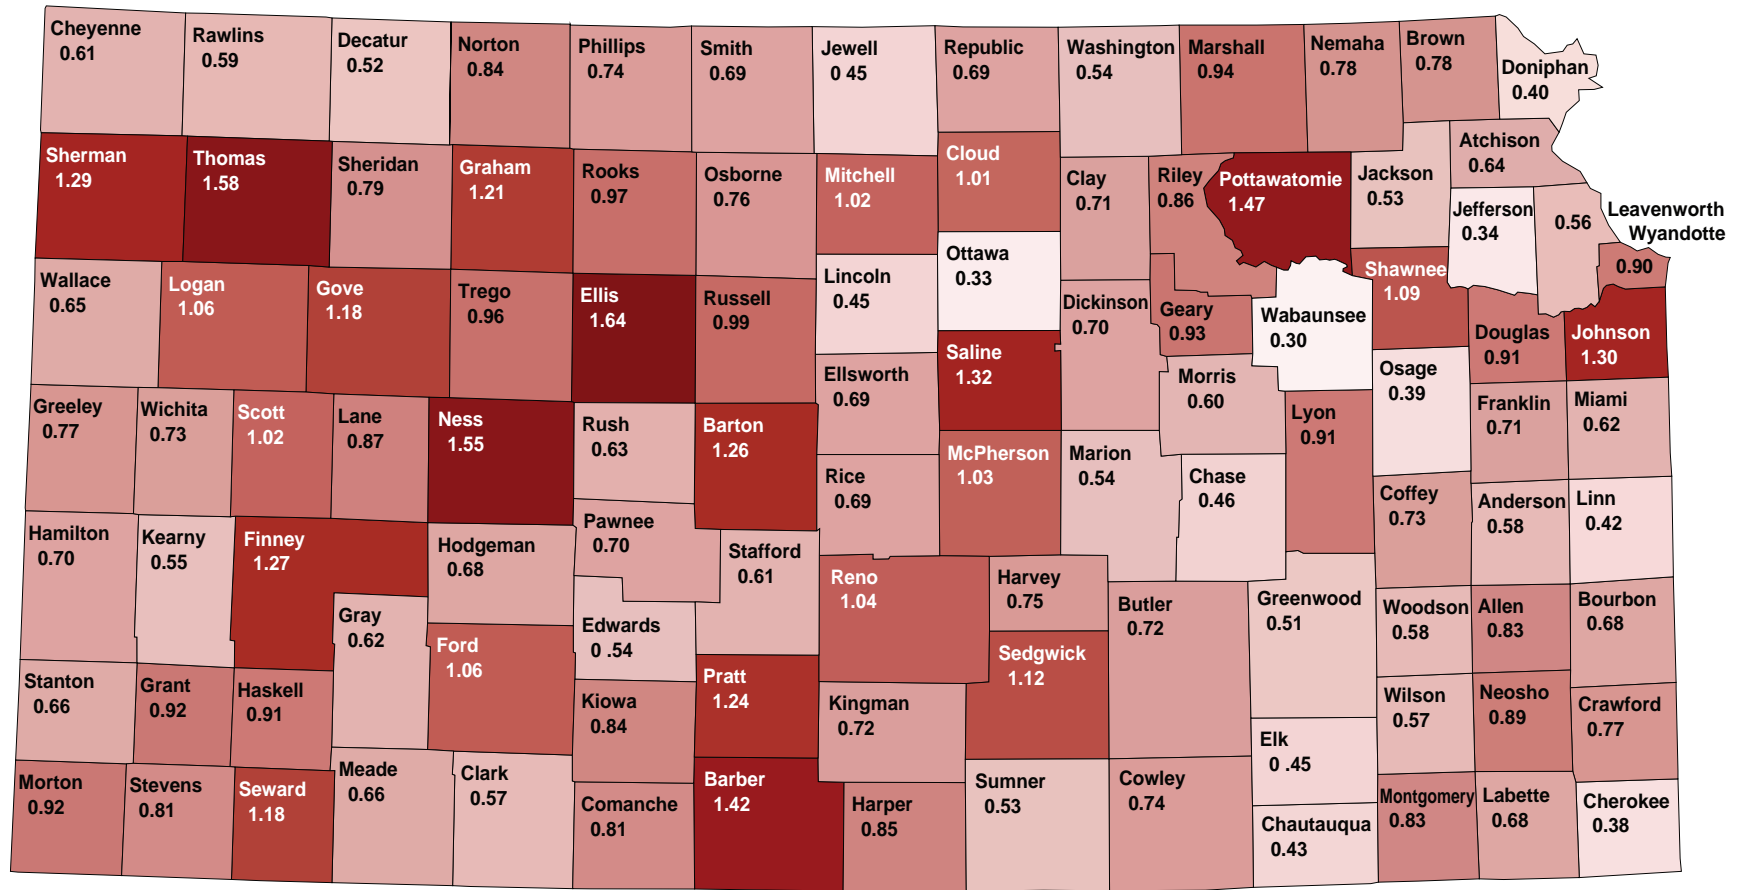 Cheyenne
0.61
Rawlins
0.59
Decatur
0.52
Norton
0.84
Phillips
0.74
Smith
0.69
Jewell
0 45
Republic
0.69
Washington
0.54
Marshall
0.94
Nemaha
0.78
Brown
0.78
Doniphan
0.40
Sherman
1.29
Thomas
1.58
Sheridan
0.79
Graham
1.21
Rooks
0.97
Osborne
0.76
Mitchell
1.02
Cloud
1.01
Clay
0.71
Riley
0.86
Pottawatomie
1.47
Jackson
0.53
Atchison
0.64
Jefferson
0.34
0.56
Leavenworth
Wyandotte
0.90
Wallace
0.65
Logan
1.06
Gove
1.18
Trego
0.96
Ellis
1.64
Russell
0.99
Lincoln
0.45
Ottawa
0.33
Saline
1.32
Dickinson
0.70
Geary
0.93
Wabaunsee
0.30
Shawnee
1.09
Douglas
0.91
Johnson
1.30
Greeley
0.77
Wichita
0.73
Scott
1.02
Lane
0.87
Ness
1.55
Rush
0.63
Barton
1.26
Ellsworth
0.69
Rice
0.69
McPherson
1.03
Marion
0.54
Morris
0.60
Chase
0.46
Lyon
0.91
Osage
0.39
Franklin
0.71
Miami
0.62
Hamilton
0.70
Kearny
0.55
Finney
1.27
Hodgeman
0.68
Pawnee
0.70
Stafford
0.61
Reno
1.04
Harvey
0.75
Butler
0.72
Greenwood
0.51
Coffey
0.73
Anderson
0.58
Linn
0.42
Gray
0.62
Ford
1.06
Edwards
0 .54
Pratt
1.24
Sedgwick
1.12
Woodson
0.58
Allen
0.83
Bourbon
0.68
Stanton
0.66
Grant
0.92
Haskell
0.91
Kiowa
0.84
Kingman
0.72
Wilson
0.57
Neosho
0.89
Crawford
0.77
Elk
0 .45
Morton
0.92
Stevens
0.81
Seward
1.18
Meade
0.66
Clark
0.57
Comanche
0.81
Barber
1.42
Harper
0.85
Sumner
0.53
Cowley
0.74
Chautauqua
0.43
Montgomery
0.83
Labette
0.68
Cherokee
0.38